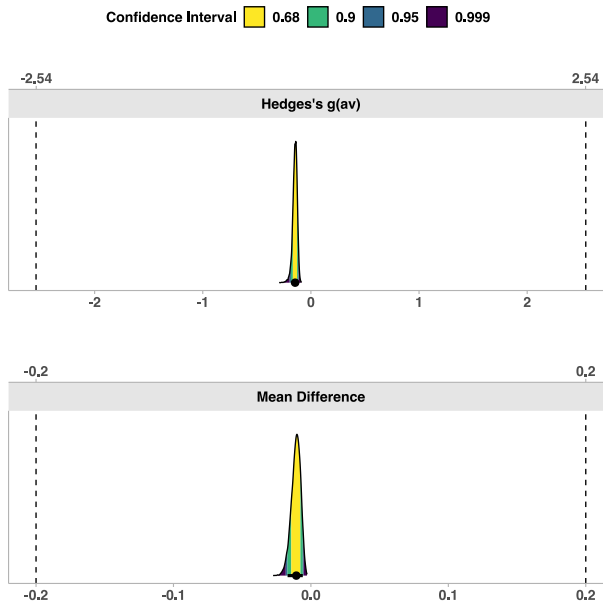 Confidence Interval 0.68 0.9 0.95 0.999
-2.54 2.54
Hedges's g(av)
-2 -1 0 1 2
-0.2 0.2
Mean Difference
-0.2 -0.1 0.0 0.1 0.2